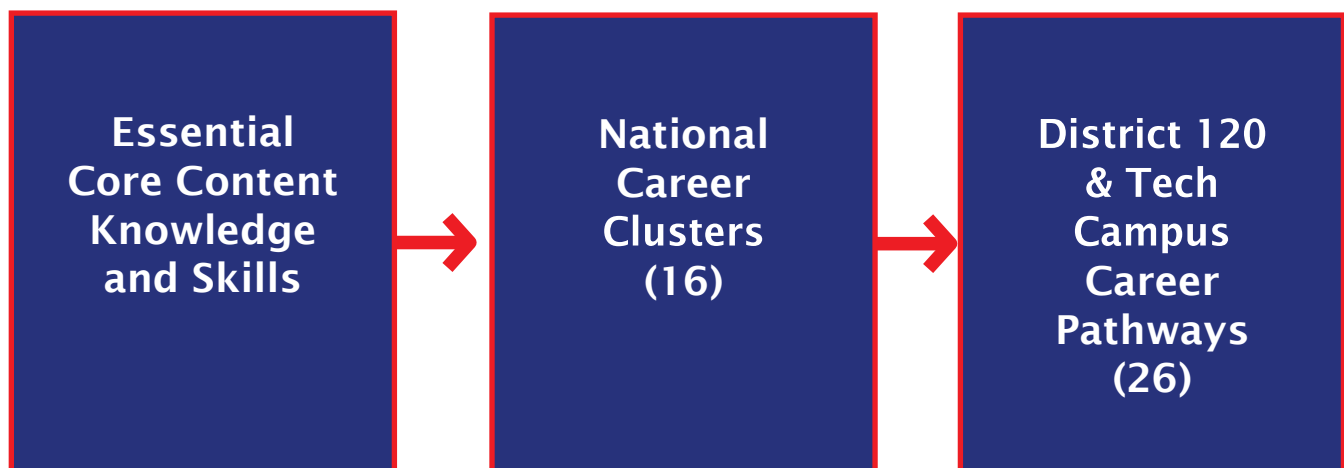 Essential
Core Content
Knowledge
and Skills
National
Career
Clusters
(16)
District 120
& Tech
Campus
Career
Pathways
(26)